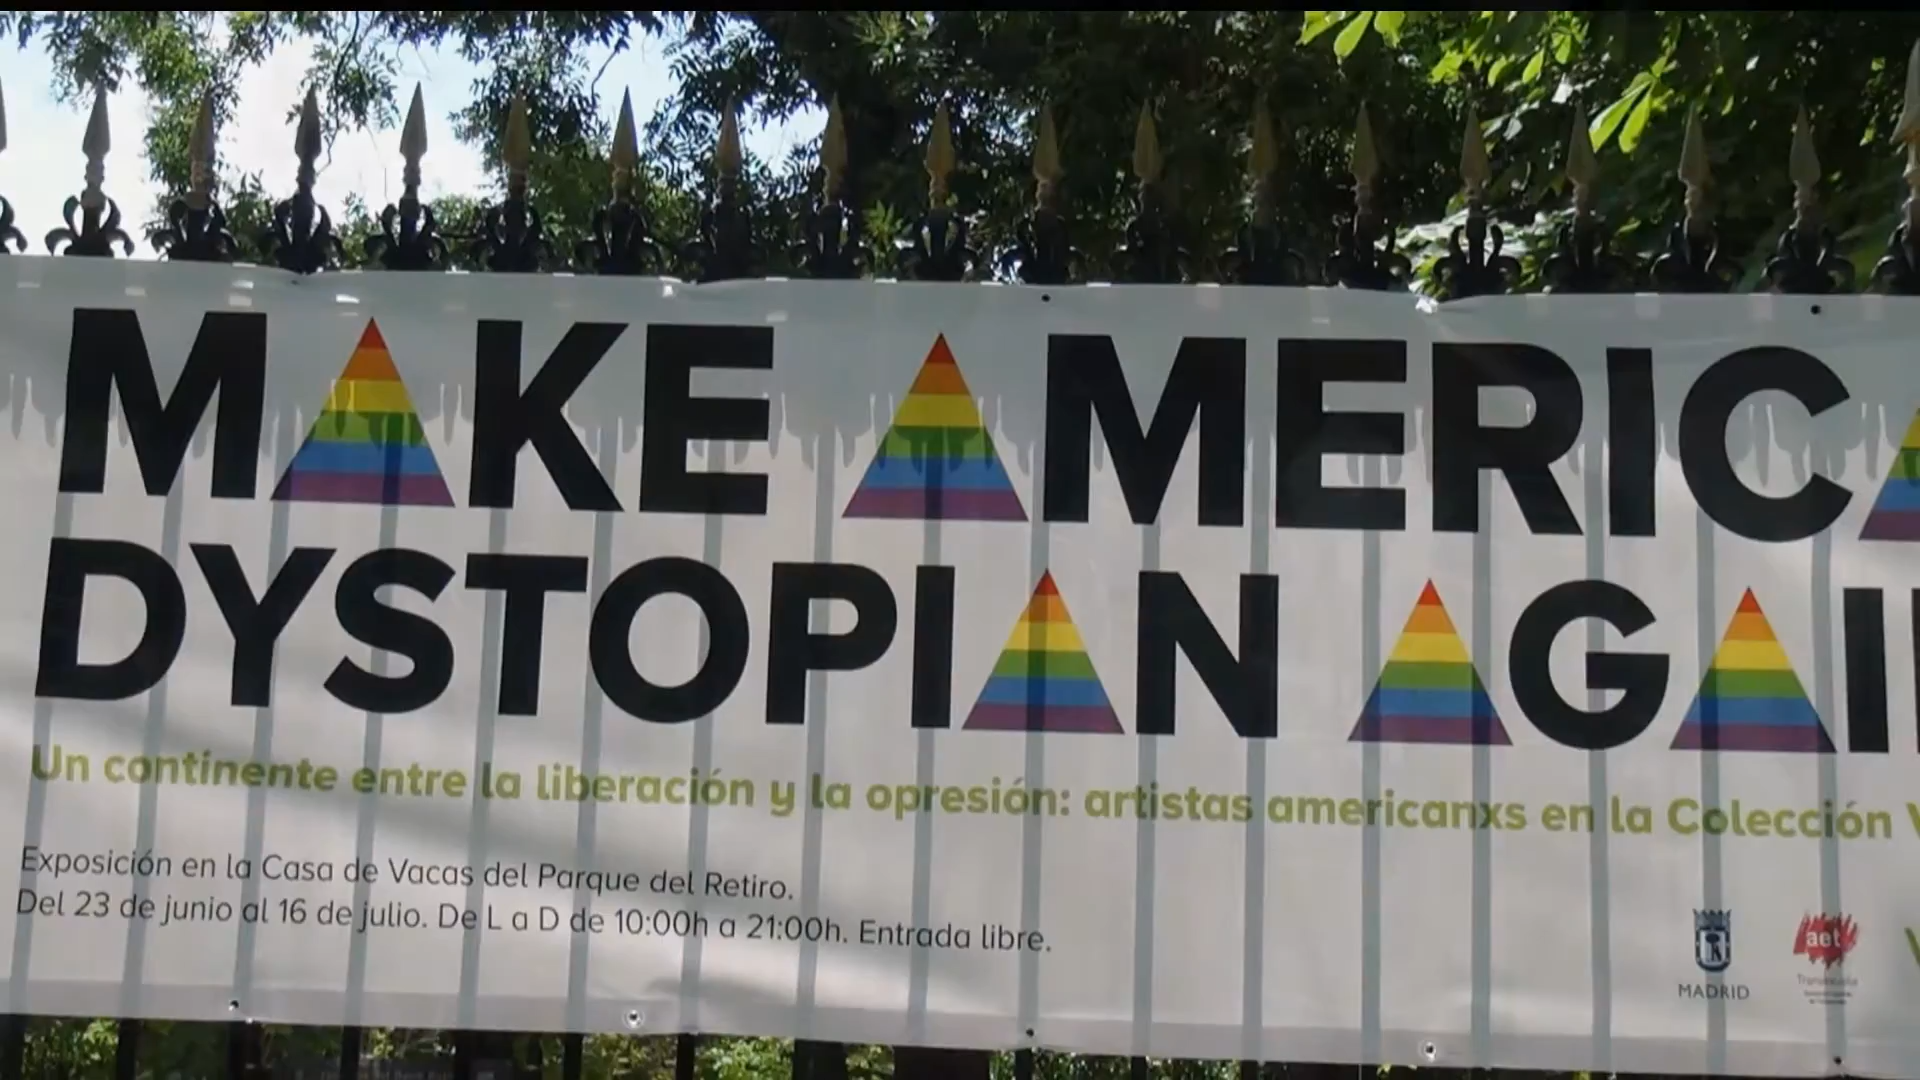 MAKE AMERICA
DYSTOPIAN AGAI
Un continente entre la liberación y la opresión: artistas americanxs en la Colección
Exposición en la Casa de Vacas del Parque del Retiro.
Del 23 de junio al 16 de julio. De L a D de 10:00h a 21:00h. Entrada libre.
MADRID
aet